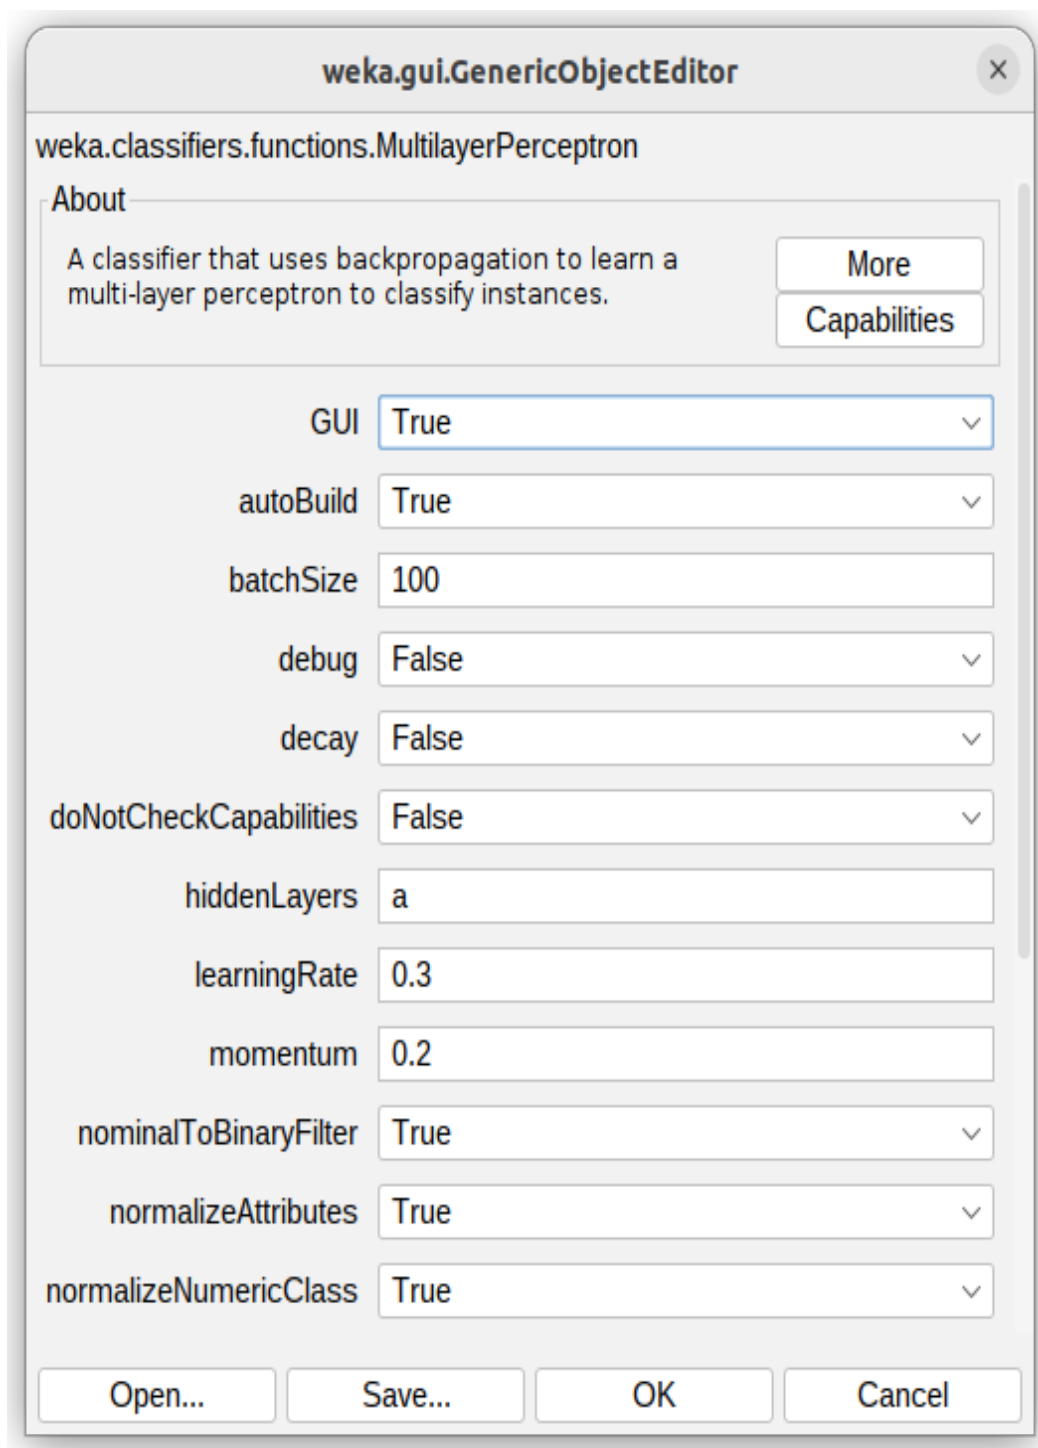 weka.gui.GenericObjectEditor
weka.classifiers.functions.MultilayerPerceptron
About
A classifier that uses backpropagation to learn a
multi-layer perceptron to classify instances.
More
Capabilities
GUI True
autoBuild True
batchSize 100
debug False
decay False
doNotCheckCapabilities False
hiddenLayers a
learningRate 0.3
momentum 0.2
nominalToBinaryFilter True
normalizeAttributes True
normalizeNumericClass True
Open... Save... OK Cancel